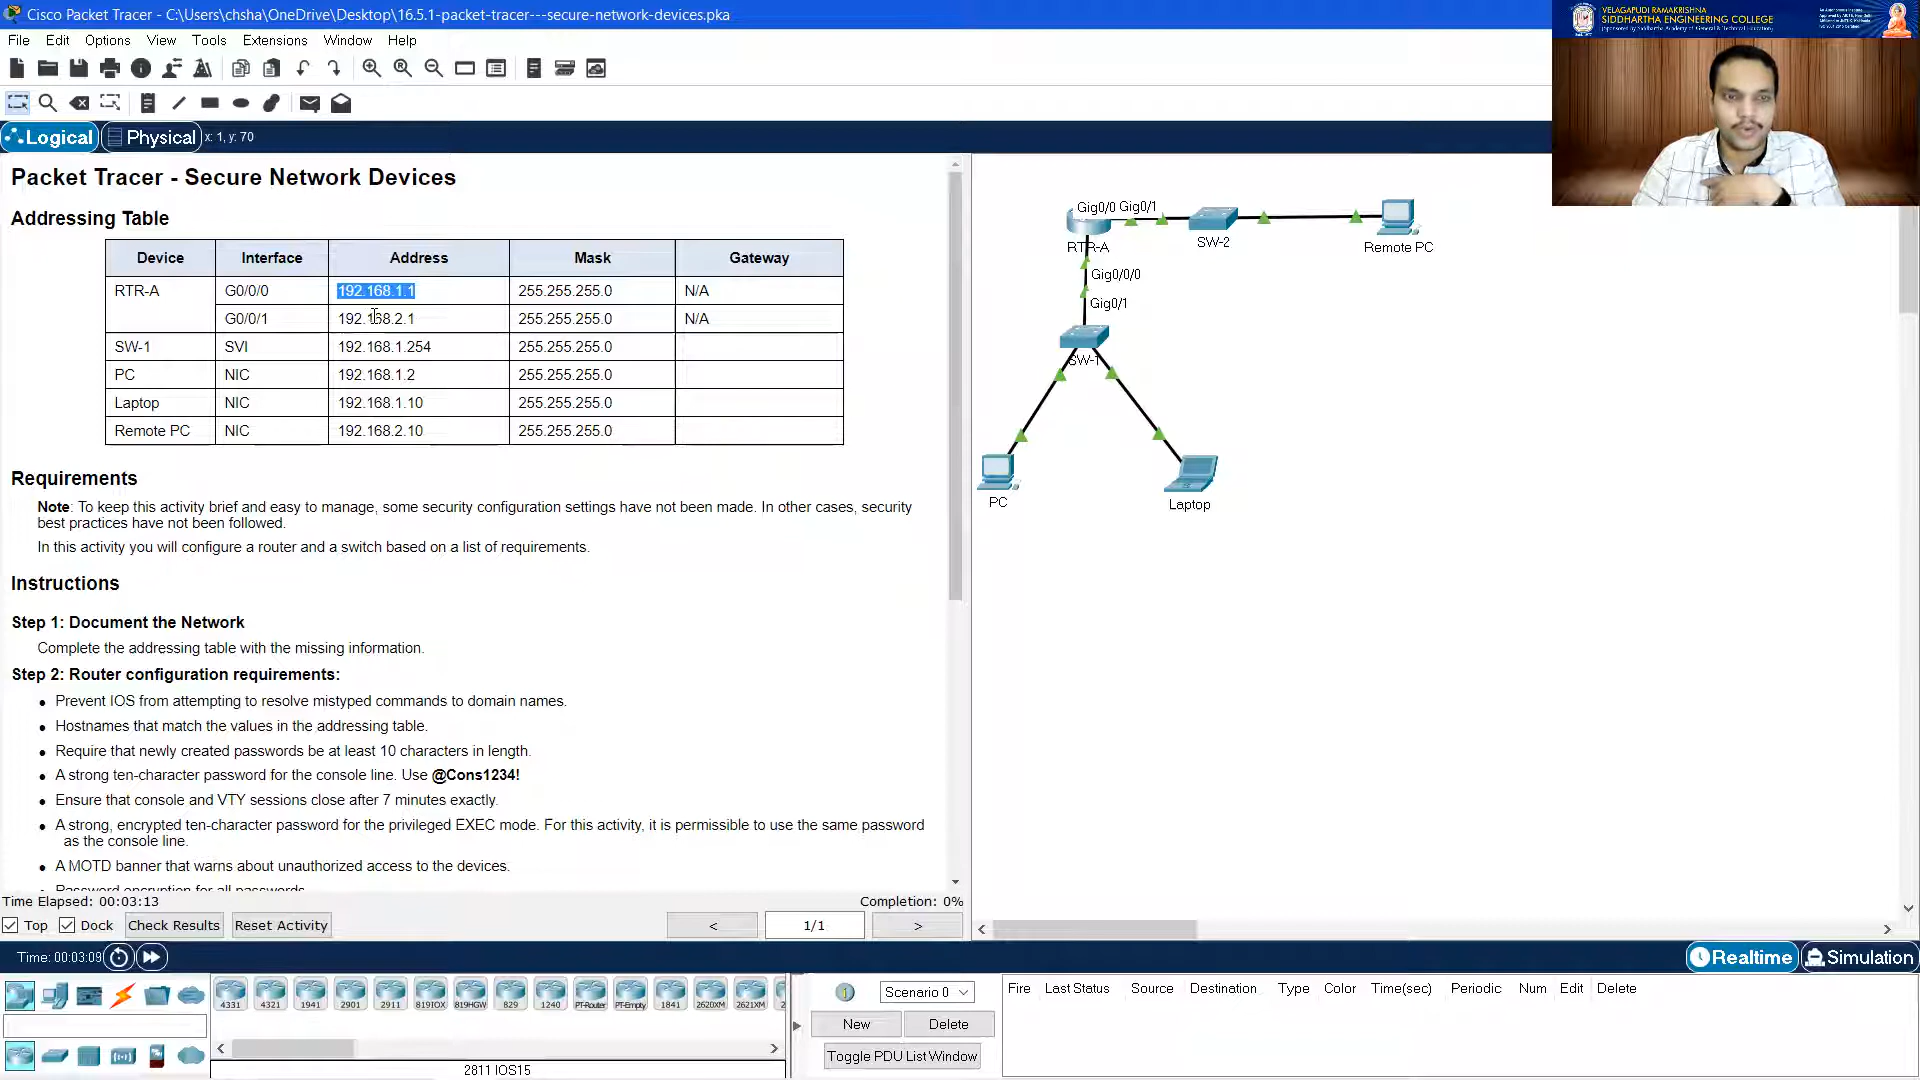 Cisco Packet Tracer - C:\Users\chsha\OneDrive\Desktop\16.5.1-packet-tracer---secure-network-devices.pka
File Edit Options View Tools Extensions Window Help
VELAGAPUDI RAMAKRISHNA
SIDDHARTHA ENGINEERING COLLEGE
Logical Physical x: 1, y: 70
Packet Tracer - Secure Network Devices
Addressing Table
Device Interface Address Mask Gateway
RTR-A G0/0/0 192.168.1.1 255.255.255.0 N/A
G0/0/1 192.168.2.1 255.255.255.0 N/A
SW-1 SVI 192.168.1.254 255.255.255.0
PC NIC 192.168.1.2 255.255.255.0
Laptop NIC 192.168.1.10 255.255.255.0
Remote PC NIC 192.168.2.10 255.255.255.0
Requirements
Note: To keep this activity brief and easy to manage, some security configuration settings have not been made. In other cases, security
best practices have not been followed.
In this activity you will configure a router and a switch based on a list of requirements.
Instructions
Step 1: Document the Network
Complete the addressing table with the missing information.
Step 2: Router configuration requirements:
• Prevent IOS from attempting to resolve mistyped commands to domain names.
• Hostnames that match the values in the addressing table.
• Require that newly created passwords be at least 10 characters in length.
• A strong ten-character password for the console line. Use @Cons1234!
• Ensure that console and VTY sessions close after 7 minutes exactly.
• A strong, encrypted ten-character password for the privileged EXEC mode. For this activity, it is permissible to use the same password
as the console line.
• A MOTD banner that warns about unauthorized access to the devices.
• Password encryption for all passwords.
Gig0/0 Gig0/1
RTR-A
SW-2
Remote PC
Gig0/0/0
Gig0/1
SW-1
PC
Laptop
Time Elapsed: 00:03:13 Completion: 0%
Top Dock Check Results Reset Activity < 1/1 >
Time: 00:03:09
Realtime Simulation
4331 4321 1941 2901 2911 819IOX 819HGW 829 1240 PT-Router PT-Empty 1841 2620XM 2621XM 2
2811 IOS15
Scenario 0
New Delete
Toggle PDU List Window
Fire Last Status Source Destination Type Color Time(sec) Periodic Num Edit Delete